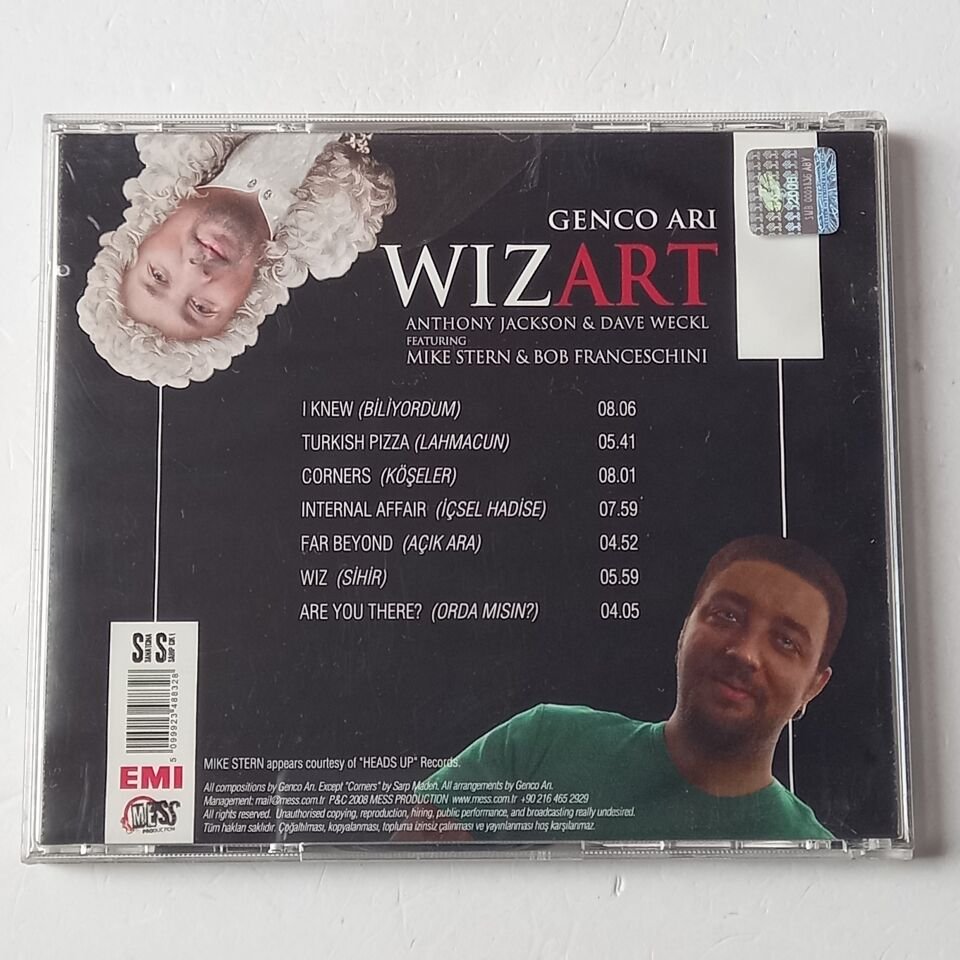 GENCO ARI
WIZART
ANTHONY JACKSON & DAVE WECKL
FEATURING
MIKE STERN & BOB FRANCESCHINI
I KNEW (BİLİYORDUM) 08.06
TURKISH PIZZA (LAHMACUN) 05.41
CORNERS (KÖŞELER) 08.01
INTERNAL AFFAIR (İÇSEL HADİSE) 07.59
FAR BEYOND (AÇIK ARA) 04.52
WIZ (SİHİR) 05.59
ARE YOU THERE? (ORDA MISIN?) 04.05
2008
S S
5 099923 488328
EMI
MESS
PRODUCTION
MIKE STERN appears courtesy of "HEADS UP" Records.
All compositions by Genco Arı. Except "Corners" by Sarp Maden. All arrangements by Genco Arı.
Management: mail@mess.com.tr P&C 2008 MESS PRODUCTION www.mess.com.tr +90 216 465 2929
All rights reserved. Unauthorised copying, reproduction, hiring, public performance, and broadcasting really undesired.
Tüm hakları saklıdır. Çoğaltılması, kopyalanması, topluma izinsiz çalınması ve yayınlanması hoş karşılanmaz.